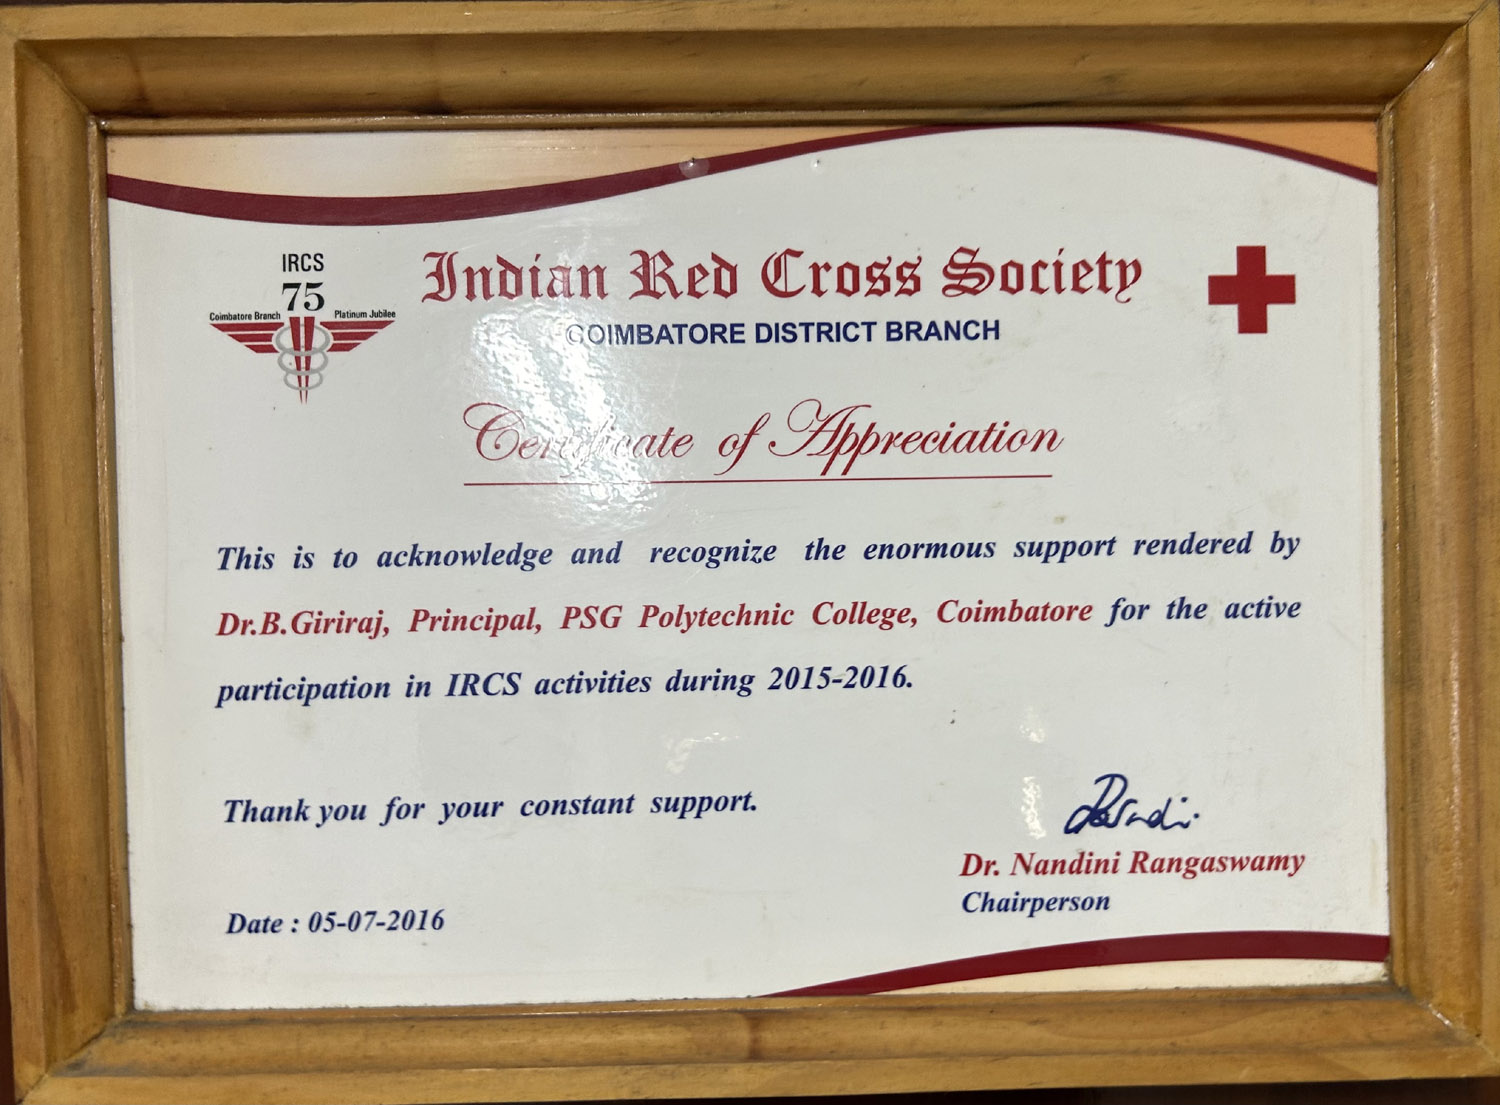 IRCS
75
Coimbatore Branch Platinum Jubilee
Indian Red Cross Society
COIMBATORE DISTRICT BRANCH
Certificate of Appreciation
This is to acknowledge and recognize the enormous support rendered by
Dr.B.Giriraj, Principal, PSG Polytechnic College, Coimbatore for the active
participation in IRCS activities during 2015-2016.
Thank you for your constant support.
Dr. Nandini Rangaswamy
Chairperson
Date : 05-07-2016